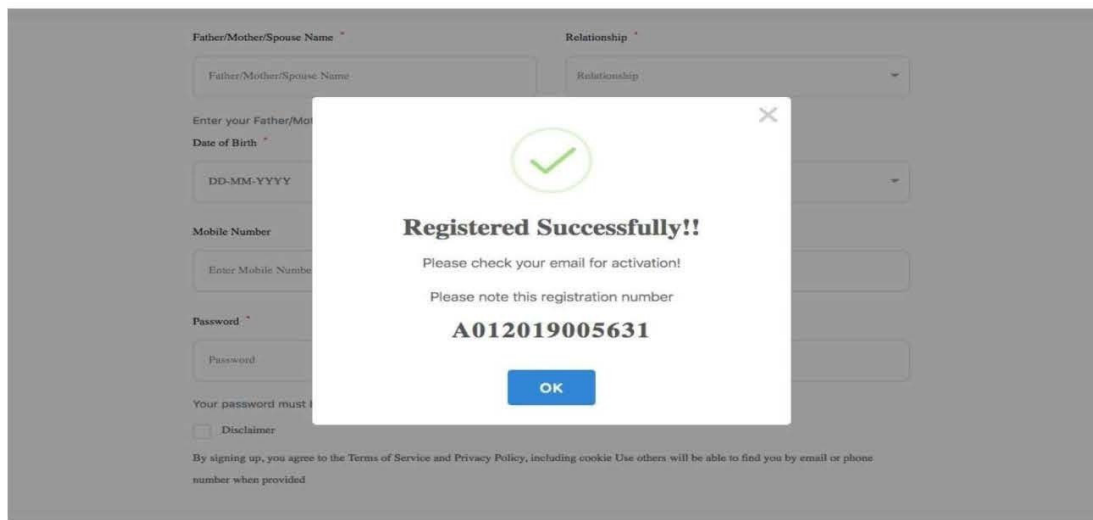 Father/Mother/Spouse Name *
Relationship *
Father/Mother/Spouse Name
Relationship
Enter your Father/Mot
Date of Birth *
DD-MM-YYYY
Mobile Number
Enter Mobile Numbe
Password *
Password
Your password must
Disclaimer
By signing up, you agree to the Terms of Service and Privacy Policy, including cookie Use others will be able to find you by email or phone
number when provided
×
Registered Successfully!!
Please check your email for activation!
Please note this registration number
A012019005631
OK